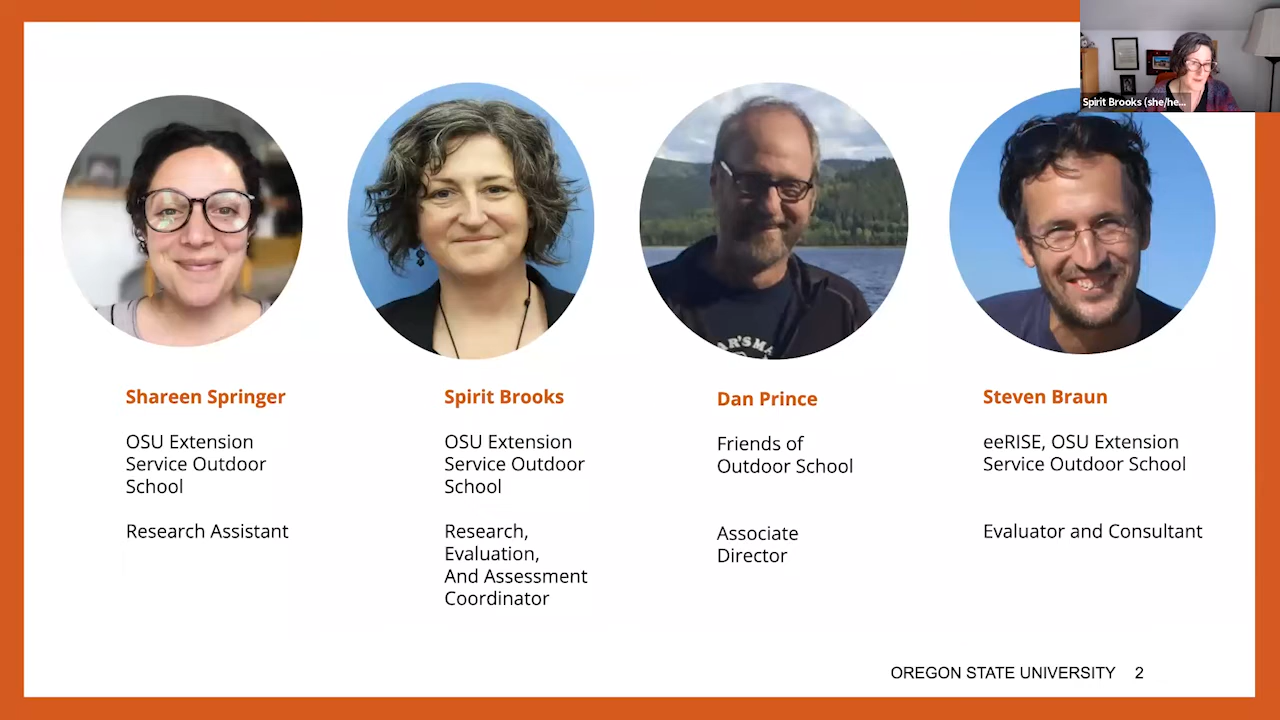 Spirit Brooks (she/he...
AR'SMA
Shareen Springer
OSU Extension
Service Outdoor
School
Research Assistant
Spirit Brooks
OSU Extension
Service Outdoor
School
Research,
Evaluation,
And Assessment
Coordinator
Dan Prince
Friends of
Outdoor School
Associate
Director
Steven Braun
eeRISE, OSU Extension
Service Outdoor School
Evaluator and Consultant
OREGON STATE UNIVERSITY 2